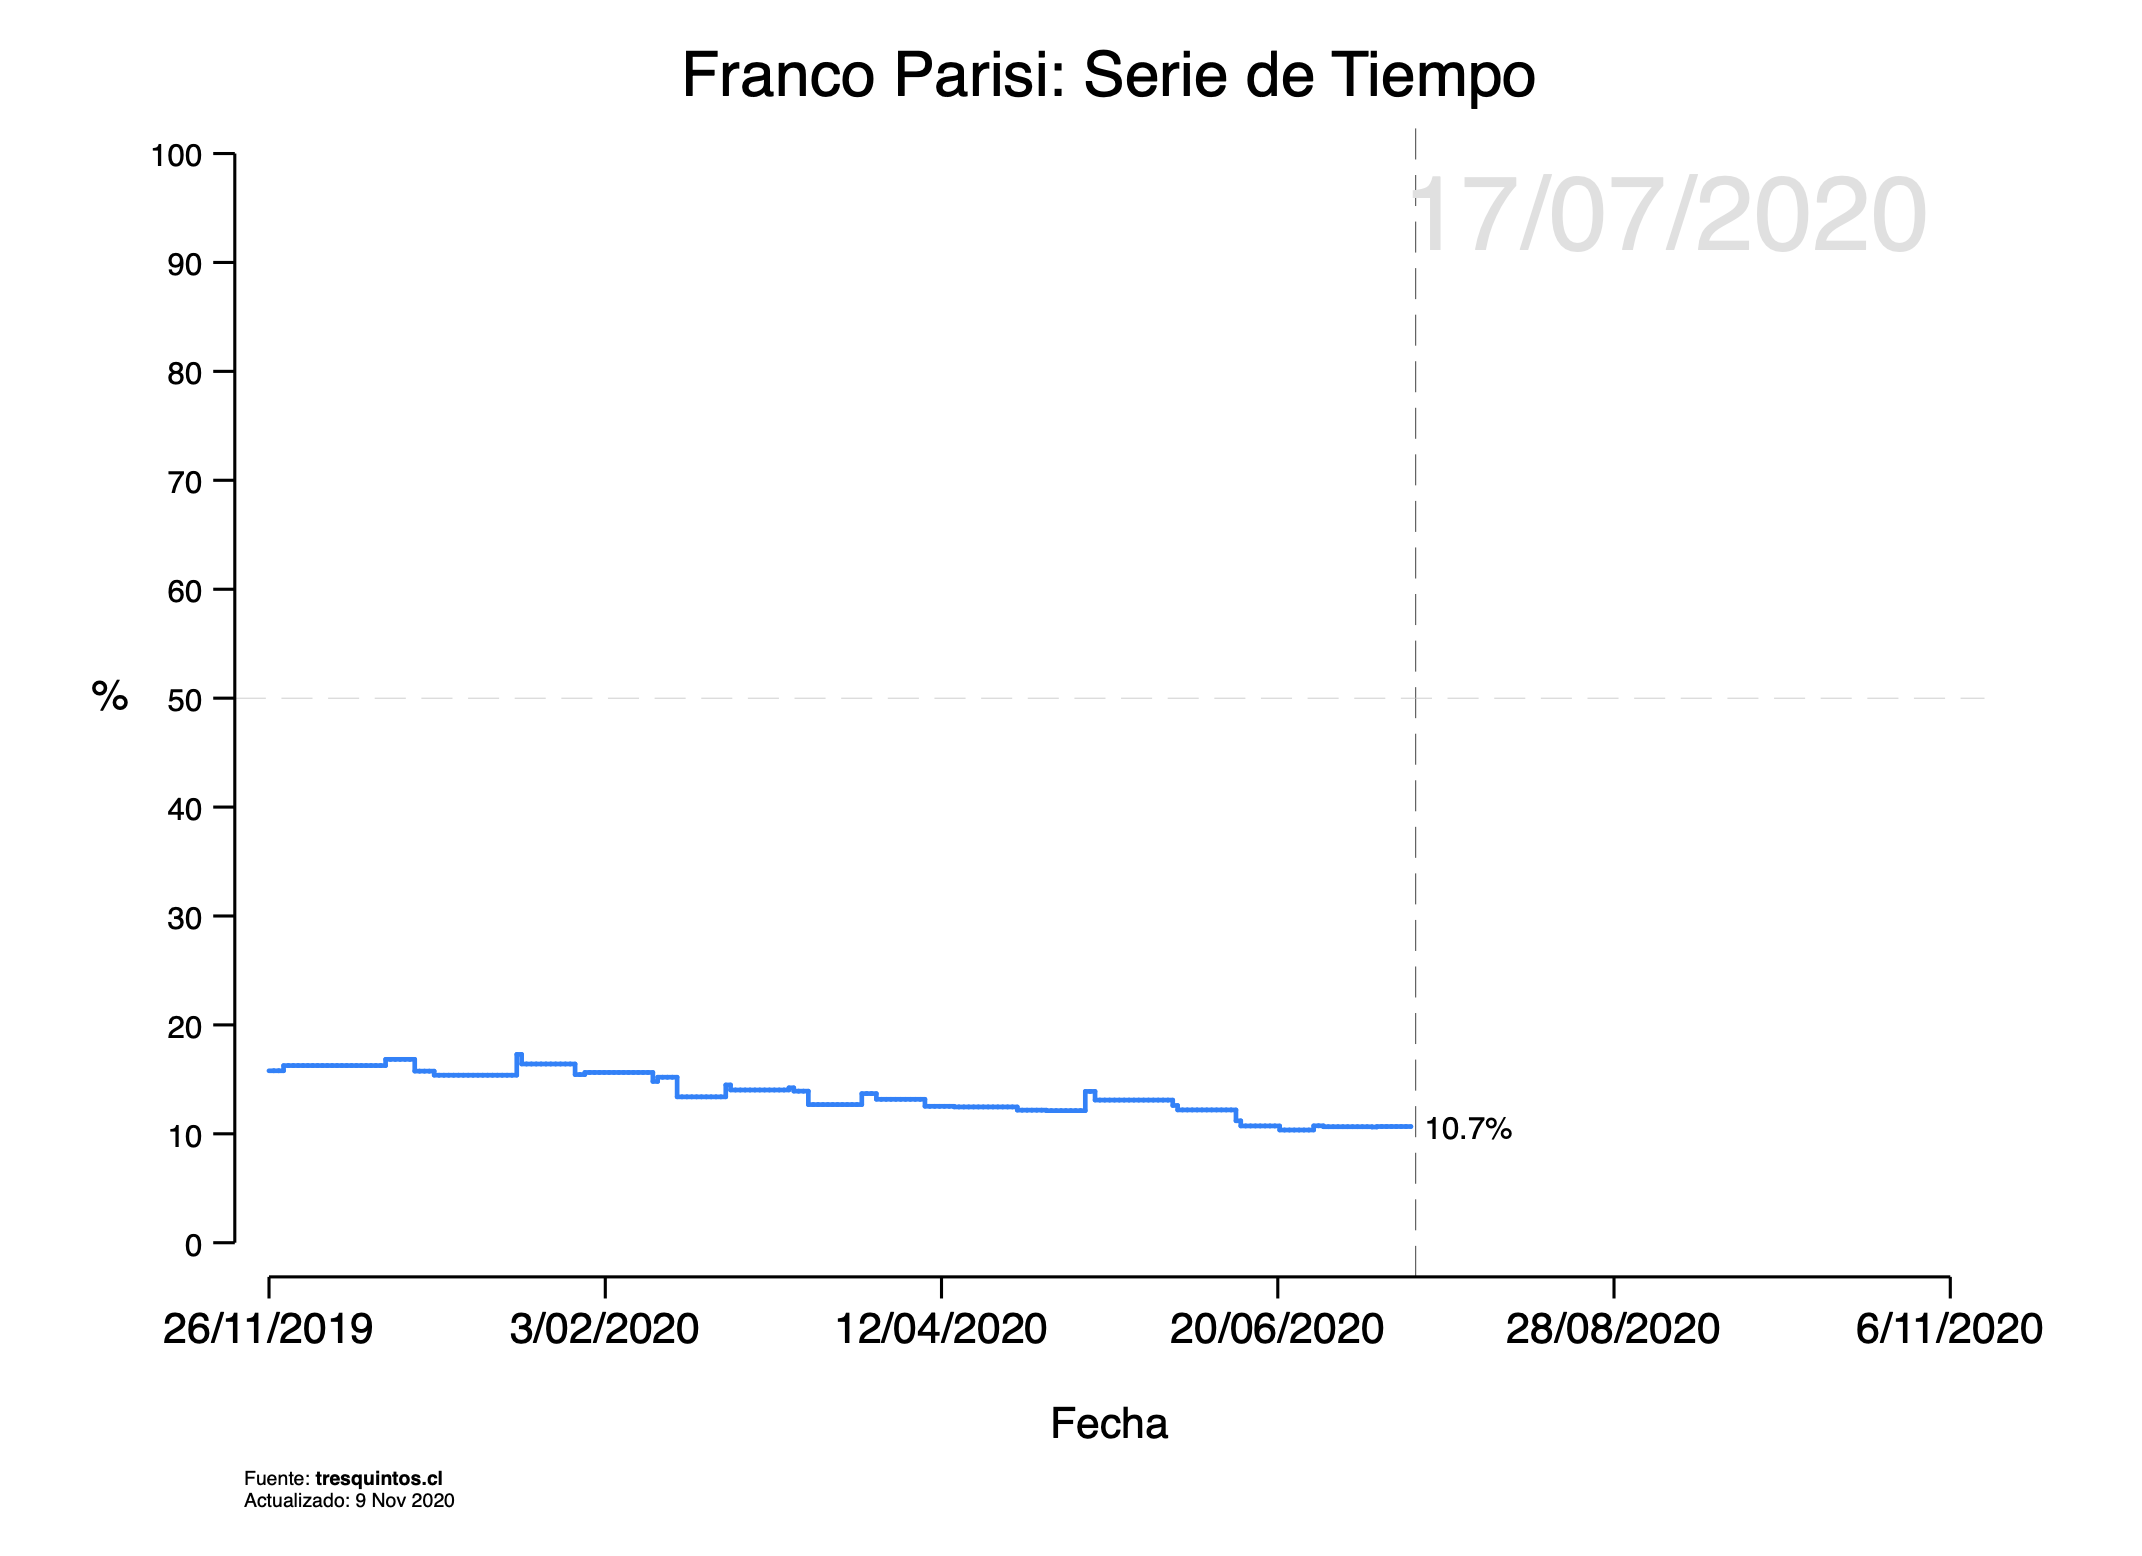 Franco Parisi: Serie de Tiempo
17/07/2020
100
90
80
70
60
50
40
30
20
10
0
%
10.7%
26/11/2019 3/02/2020 12/04/2020 20/06/2020 28/08/2020 6/11/2020
Fecha
Fuente: tresquintos.cl
Actualizado: 9 Nov 2020